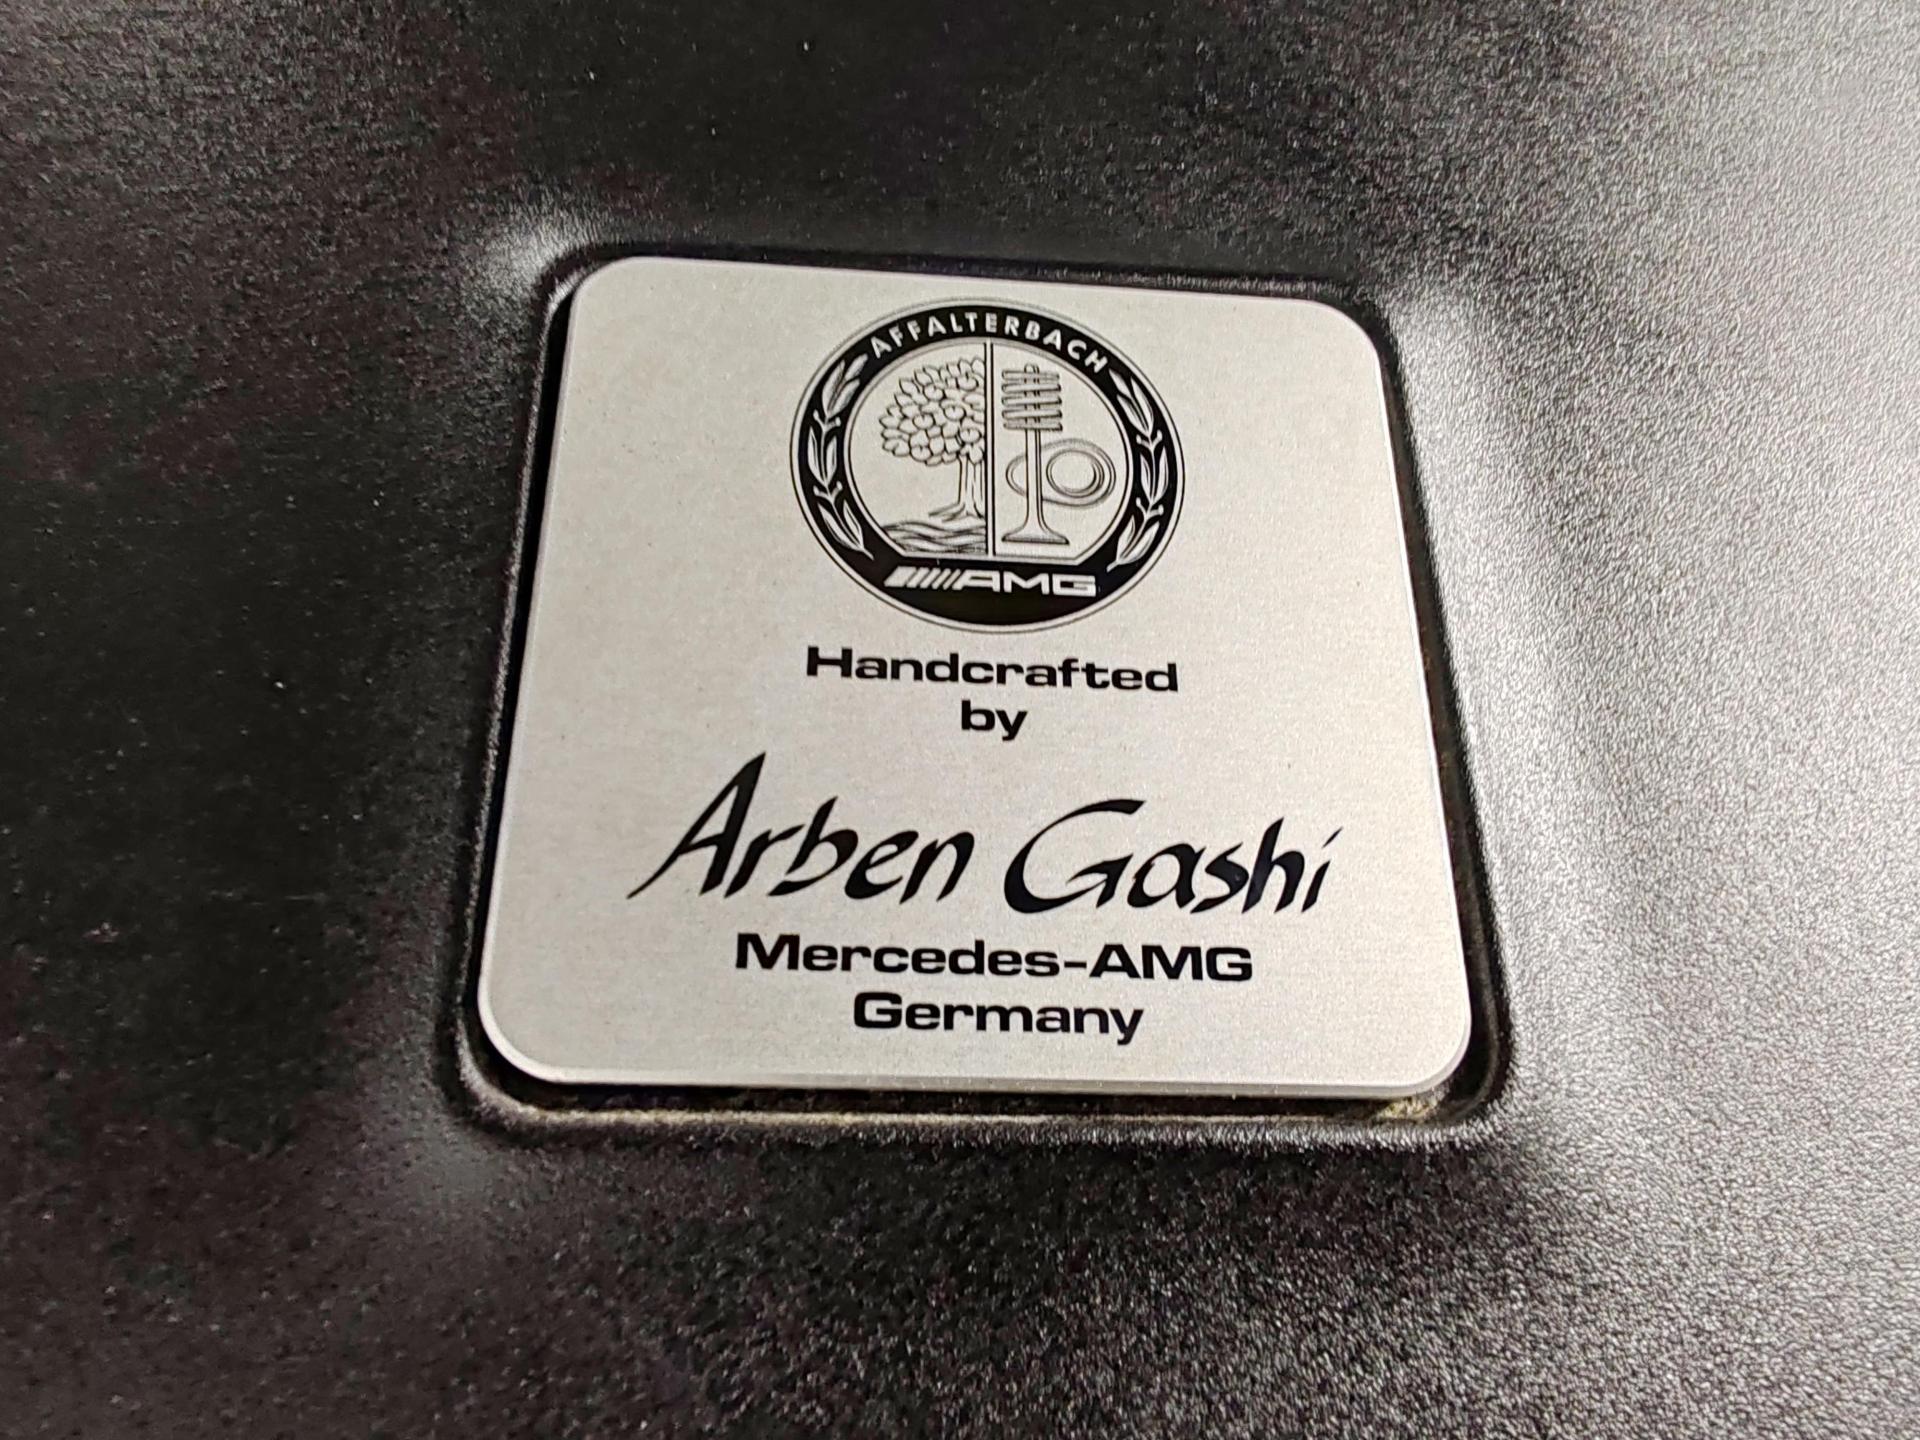 AFFALTERBACH
AMG
Handcrafted
by
Arben Gashi
Mercedes-AMG
Germany